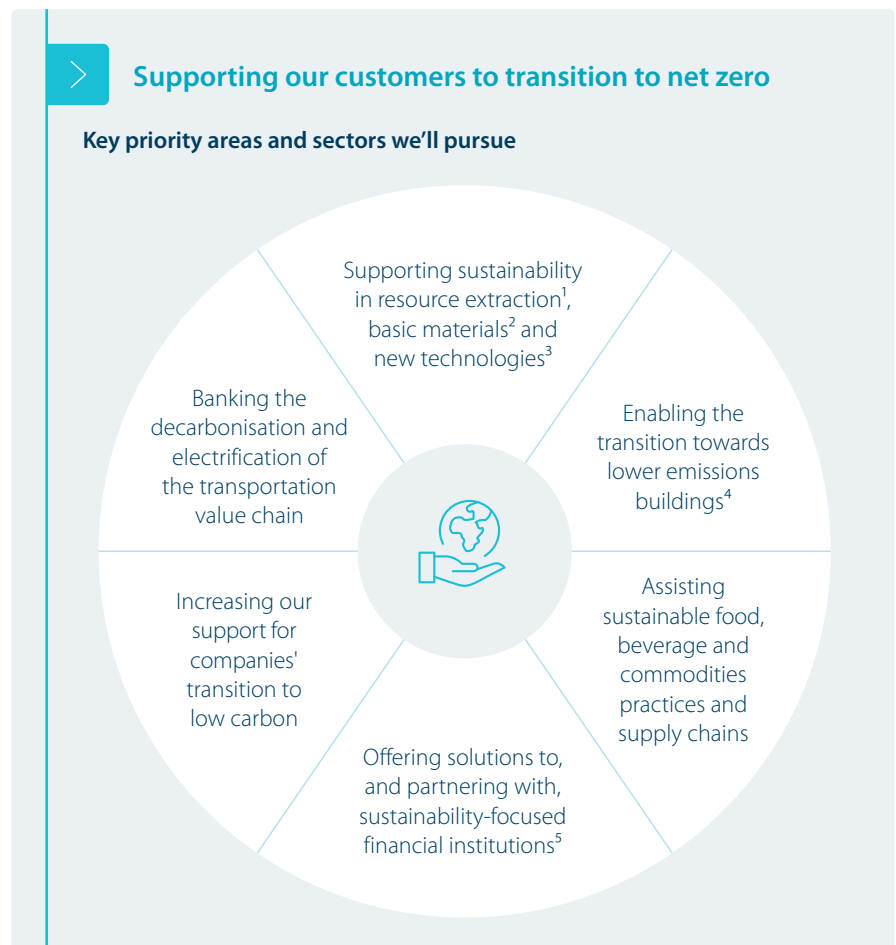 Supporting our customers to transition to net zero
Key priority areas and sectors we’ll pursue
Supporting sustainability
in resource extraction¹,
basic materials² and
new technologies³
Enabling the
transition towards
lower emissions
buildings⁴
Assisting
sustainable food,
beverage and
commodities
practices and
supply chains
Offering solutions to,
and partnering with,
sustainability-focused
financial institutions⁵
Increasing our
support for
companies'
transition to
low carbon
Banking the
decarbonisation and
electrification of
the transportation
value chain